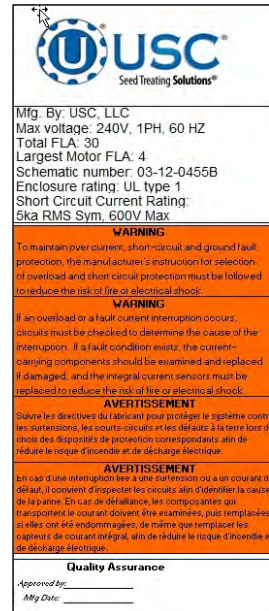 U USC®
Seed Treating Solutions®
Mfg. By: USC, LLC
Max voltage: 240V, 1PH, 60 HZ
Total FLA: 30
Largest Motor FLA: 4
Schematic number: 03-12-0455B
Enclosure rating: UL type 1
Short Circuit Current Rating:
5ka RMS Sym, 600V Max
WARNING
To maintain over current, short-circuit and ground fault
protection, the manufacturer's instruction for selection
of overload and short circuit protection must be followed
to reduce the risk of fire or electrical shock.
WARNING
If an overload or a fault current interruption occurs,
circuits must be checked to determine the cause of the
interruption. If a fault condition exists, the current-
carrying components should be examined and replaced
if damaged, and the integral current sensors must be
replaced to reduce the risk of fire or electrical shock.
AVERTISSEMENT
Suivre les directives du fabricant pour protéger le système contr
les surtensions, les courts-circuits et les défauts à la terre lors d
choix des dispositifs de protection correspondants afin de
réduire le risque d'incendie et de décharge électrique.
AVERTISSEMENT
En cas d'une interruption liée à une surtension ou à un courant d
défaut, il convient d'inspecter les circuits afin d'identifier la cause
de la panne. En cas de défaillance, les composantes qui
transportent le courant doivent être examinées, puis remplacées
si elles ont été endommagées, de même que remplacer les
capteurs de courant intégral, afin de réduire le risque d'incendie e
de décharge électrique.
Quality Assurance
Approved by:
Mfg Date: